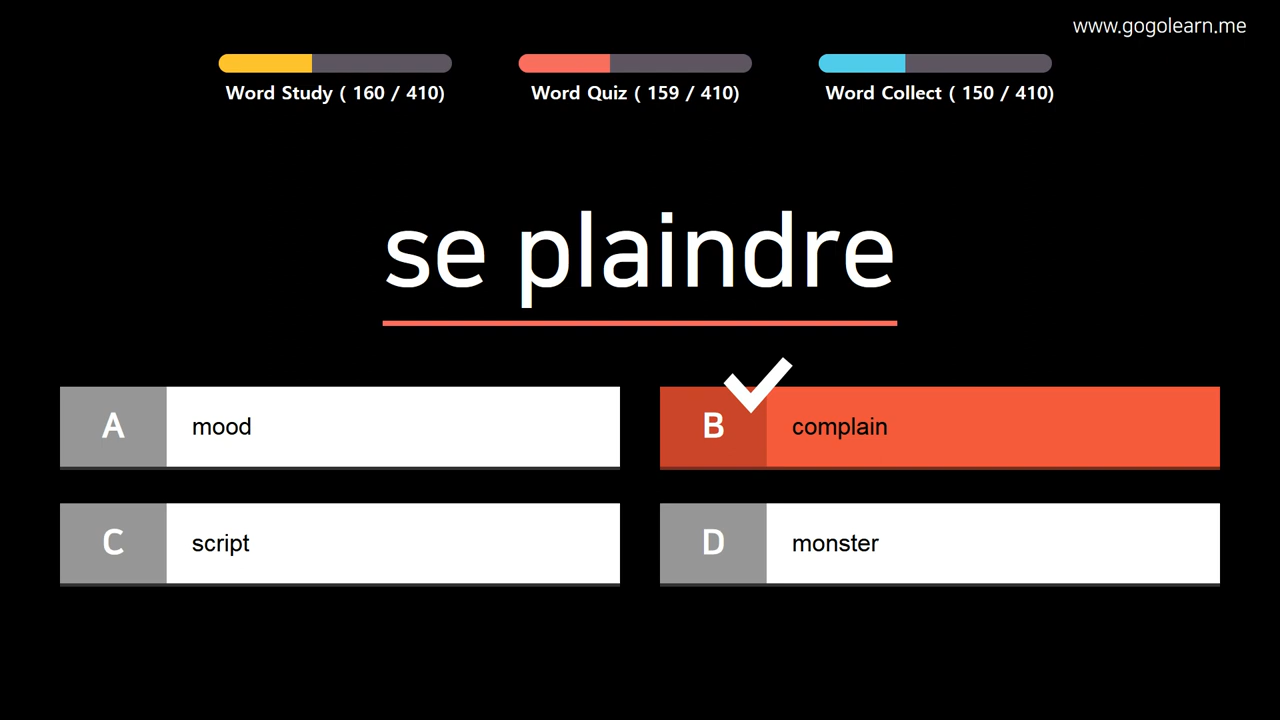 www.gogolearn.me
Word Study ( 160 / 410)
Word Quiz ( 159 / 410)
Word Collect ( 150 / 410)
se plaindre
A mood
B complain
C script
D monster